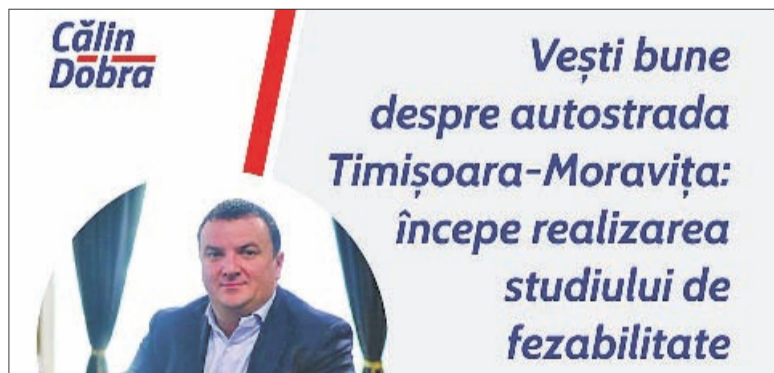 Călin
Dobra
Vești bune
despre autostrada
Timișoara-Moravița:
începe realizarea
studiului de
fezabilitate